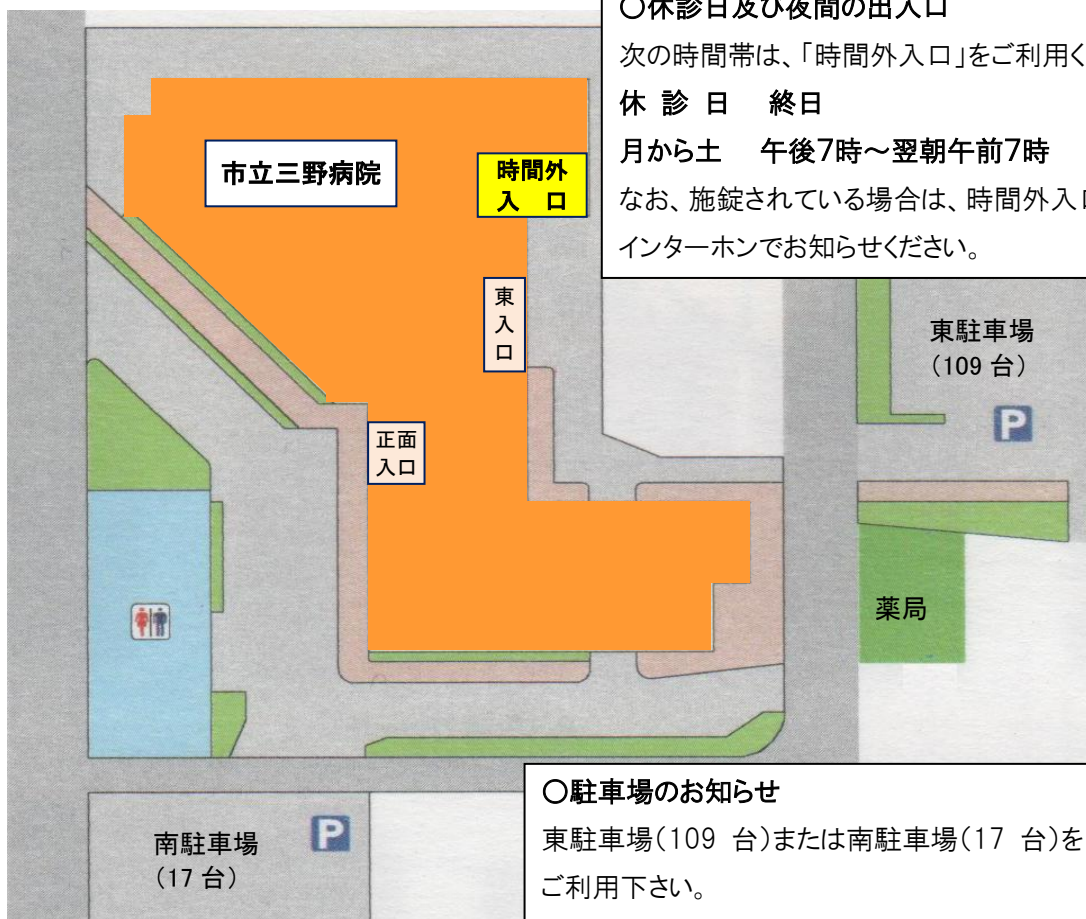 〇休診日及び夜間の出入口
次の時間帯は、「時間外入口」をご利用く
休 診 日　終日
月から土　午後7時～翌朝午前7時
なお、施錠されている場合は、時間外入口
インターホンでお知らせください。
市立三野病院
時間外
入 口
東
入
口
東駐車場
（109 台）
P
正面
入口
薬局
〇駐車場のお知らせ
東駐車場（109 台）または南駐車場（17 台）を
ご利用下さい。
南駐車場
（17 台）
P